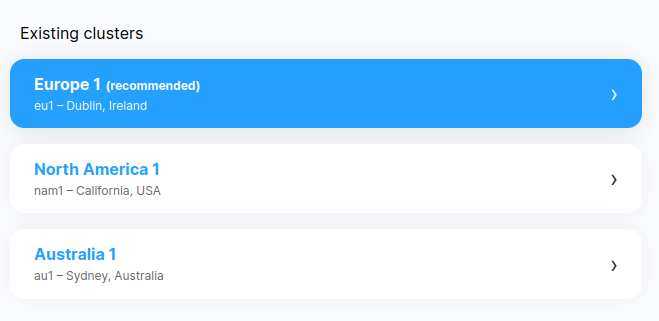 Existing clusters
Europe 1 (recommended)
eu1 – Dublin, Ireland
North America 1
nam1 – California, USA
Australia 1
au1 – Sydney, Australia